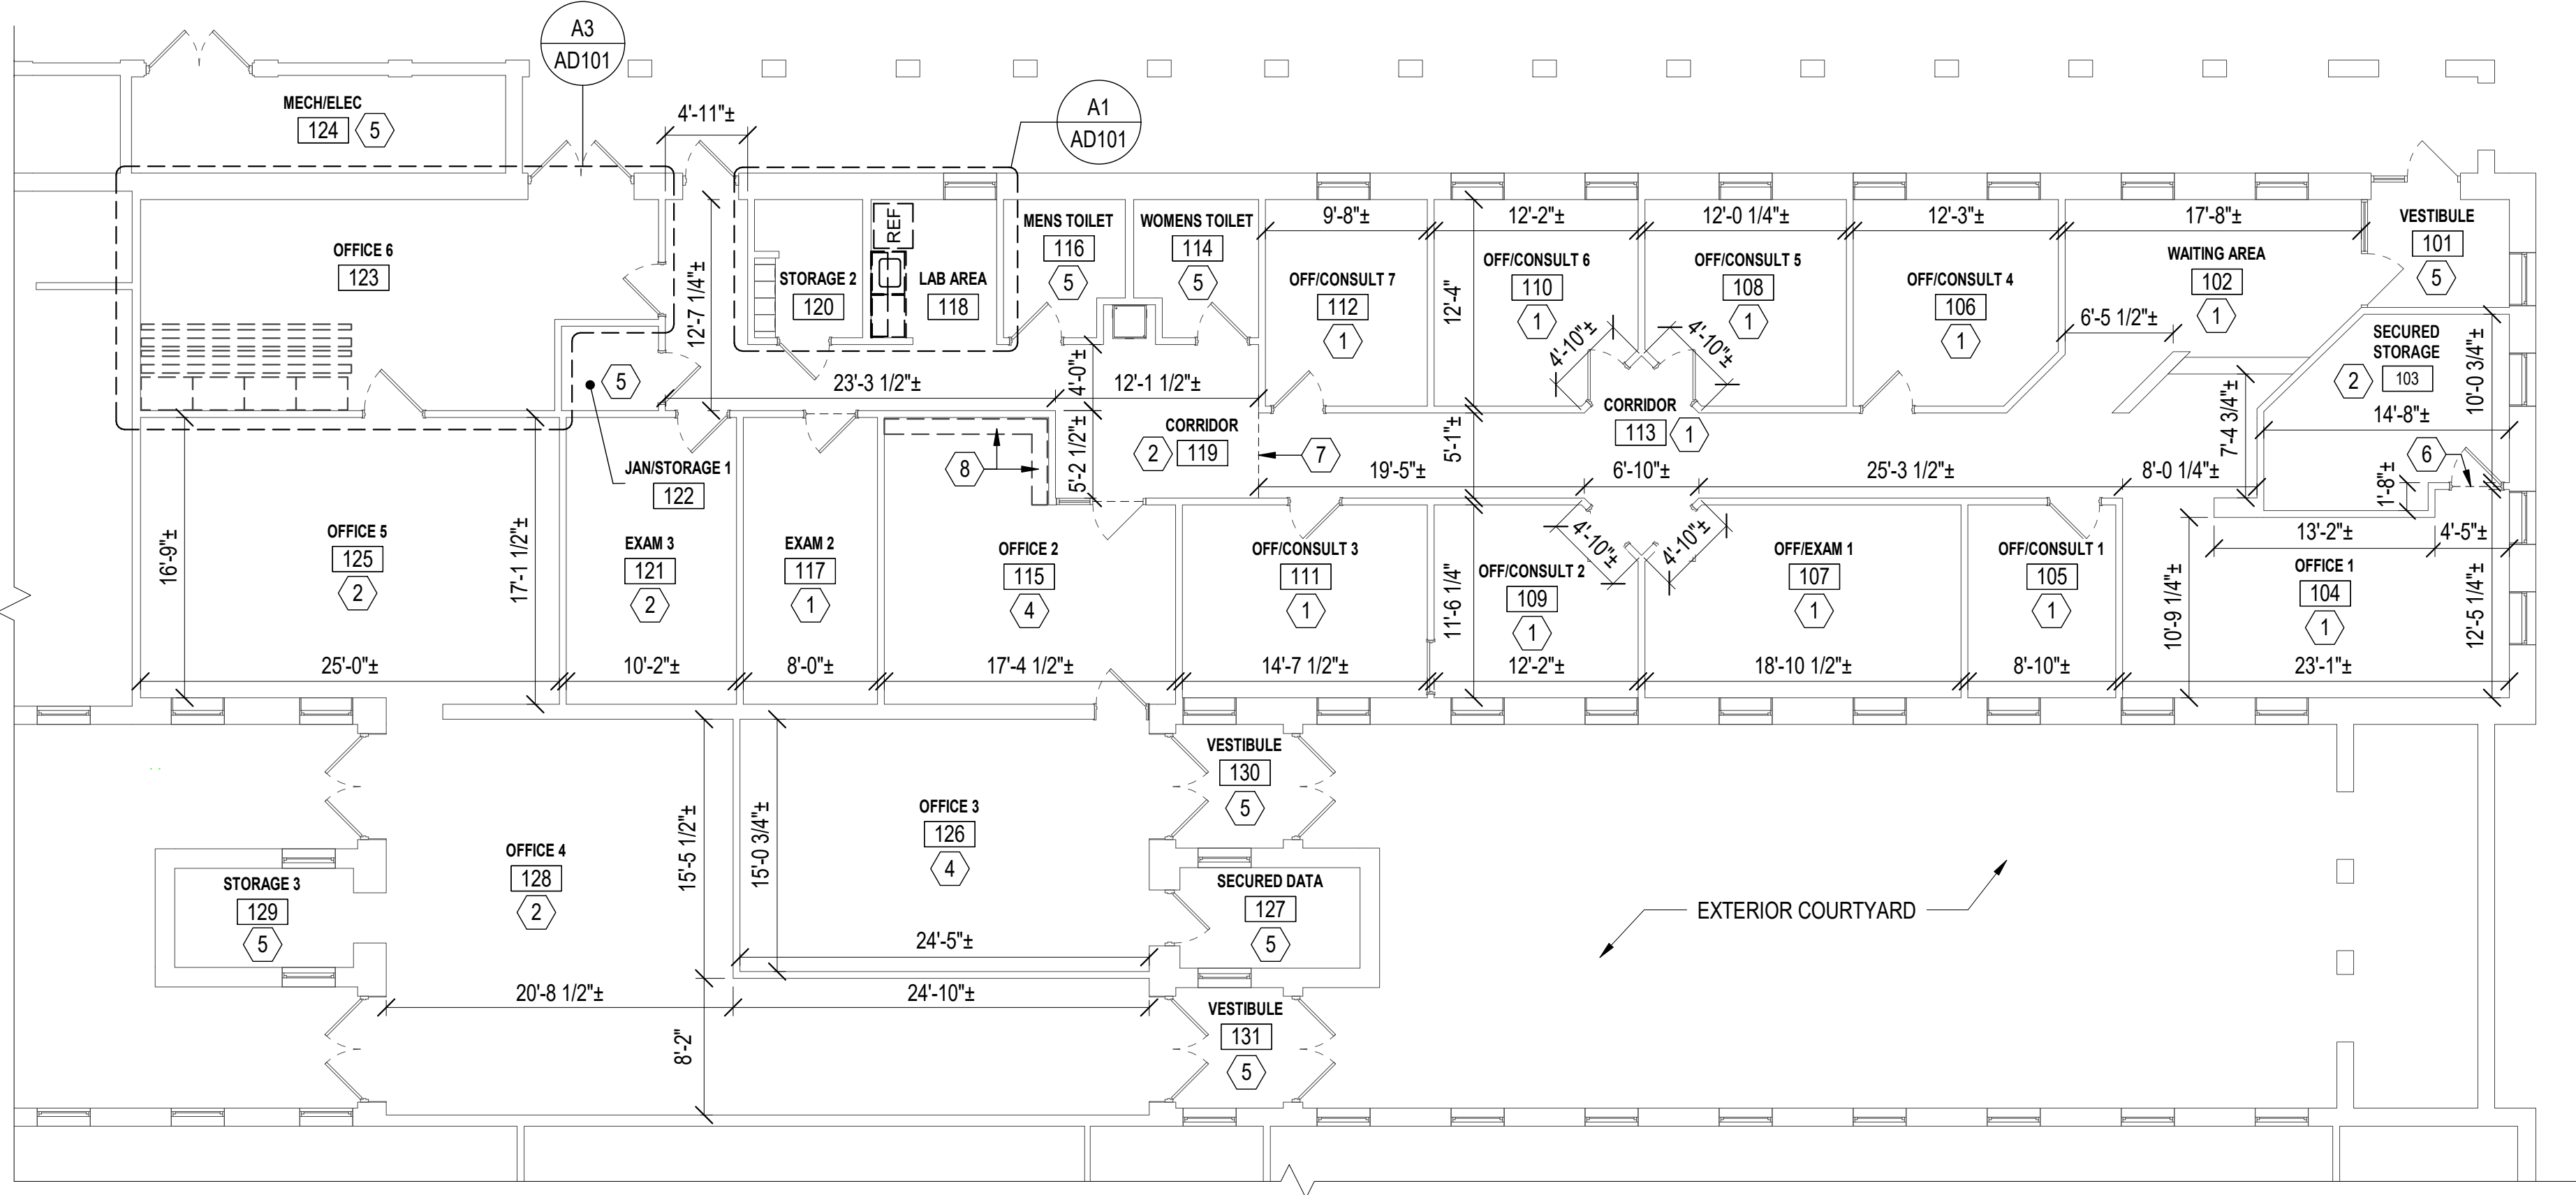 A3
AD101
A1
AD101
MECH/ELEC
124
5
4'-11"±
OFFICE 6
123
12'-7 1/4"±
STORAGE 2
120
REF
LAB AREA
118
MENS TOILET
116
5
WOMENS TOILET
114
5
9'-8"±
OFF/CONSULT 7
112
1
12'-4"
12'-2"±
OFF/CONSULT 6
110
1
4'-10"±
12'-0 1/4"±
OFF/CONSULT 5
108
1
4'-10"±
12'-3"±
OFF/CONSULT 4
106
1
17'-8"±
WAITING AREA
102
1
6'-5 1/2"±
VESTIBULE
101
5
SECURED
STORAGE
2
103
10'-0 3/4"±
14'-8"±
7'-4 3/4"±
6
1'-8"±
5
23'-3 1/2"±
4'-0"±
12'-1 1/2"±
CORRIDOR
2
119
5'-2 1/2"±
7
8
CORRIDOR
113
1
5'-1"±
19'-5"±
6'-10"±
25'-3 1/2"±
8'-0 1/4"±
JAN/STORAGE 1
122
16'-9"±
OFFICE 5
125
2
17'-1 1/2"±
25'-0"±
EXAM 3
121
2
10'-2"±
EXAM 2
117
1
8'-0"±
OFFICE 2
115
4
17'-4 1/2"±
OFF/CONSULT 3
111
1
14'-7 1/2"±
11'-6 1/4"
4'-10"±
OFF/CONSULT 2
109
1
12'-2"±
4'-10"±
OFF/EXAM 1
107
1
18'-10 1/2"±
OFF/CONSULT 1
105
1
8'-10"±
13'-2"±
4'-5"±
OFFICE 1
104
1
10'-9 1/4"±
12'-5 1/4"±
23'-1"±
VESTIBULE
130
5
OFFICE 3
126
4
15'-5 1/2"±
15'-0 3/4"±
24'-5"±
OFFICE 4
128
2
STORAGE 3
129
5
SECURED DATA
127
5
EXTERIOR COURTYARD
20'-8 1/2"±
24'-10"±
8'-2"
VESTIBULE
131
5